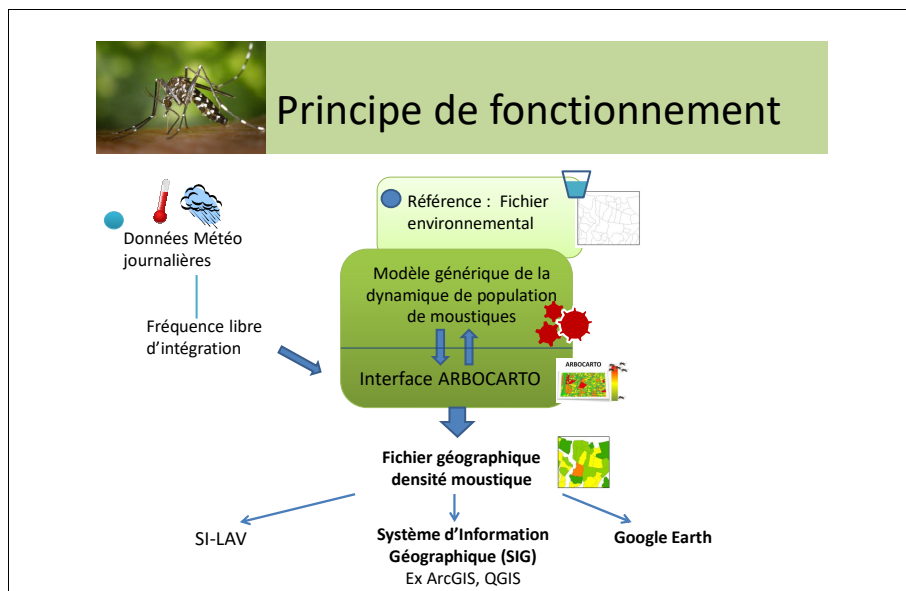 Principe de fonctionnement
Données Météo
journalières
Fréquence libre
d'intégration
Référence : Fichier
environnemental
Modèle générique de la
dynamique de population
de moustiques
Interface ARBOCARTO
ARBOCARTO
Fichier géographique
densité moustique
SI-LAV
Système d'Information
Géographique (SIG)
Ex ArcGIS, QGIS
Google Earth